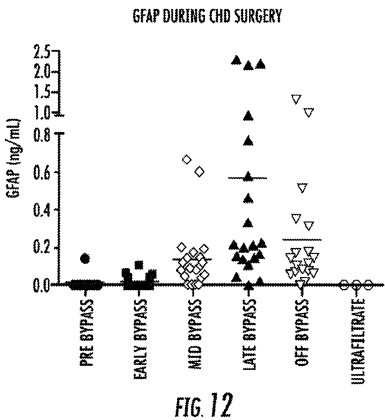 GFAP DURING CHD SURGERY
GFAP (ng/mL)
2.5
2.0
1.5
1.0
0.8
0.6
0.4
0.2
0.0
PRE BYPASS
EARLY BYPASS
MID BYPASS
LATE BYPASS
OFF BYPASS
ULTRAFILTRATE
FIG. 12